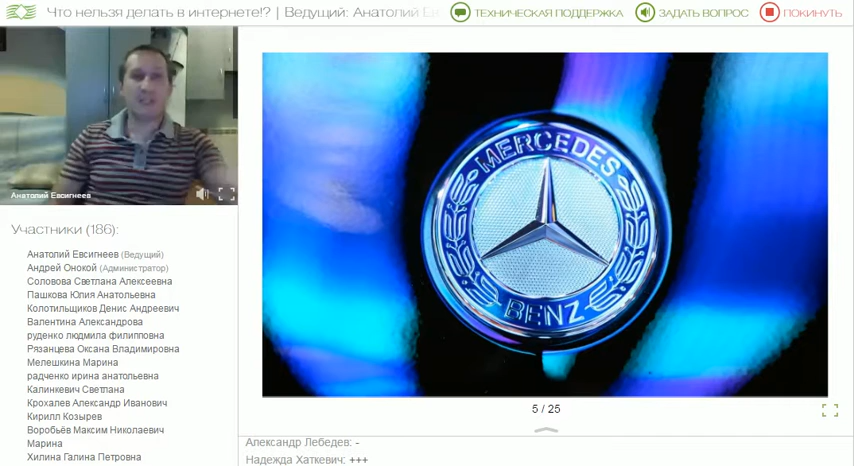 Что нельзя делать в интернете!? | Ведущий: Анатолий Ев
ТЕХНИЧЕСКАЯ ПОДДЕРЖКА
ЗАДАТЬ ВОПРОС
ПОКИНУТЬ
Анатолий Евсигнеев
Участники (186):
Анатолий Евсигнеев (Ведущий)
Андрей Онокой (Администратор)
Соловова Светлана Алексеевна
Пашкова Юлия Анатольевна
Колотильщиков Денис Андреевич
Валентина Александрова
руденко людмила филипповна
Рязанцева Оксана Владимировна
Мелешкина Марина
радченко ирина анатольевна
Калинкевич Светлана
Крохалев Александр Иванович
Кирилл Козырев
Воробьёв Максим Николаевич
Марина
Хилина Галина Петровна
MERCEDES
BENZ
5 / 25
Александр Лебедев: -
Надежда Хаткевич: +++